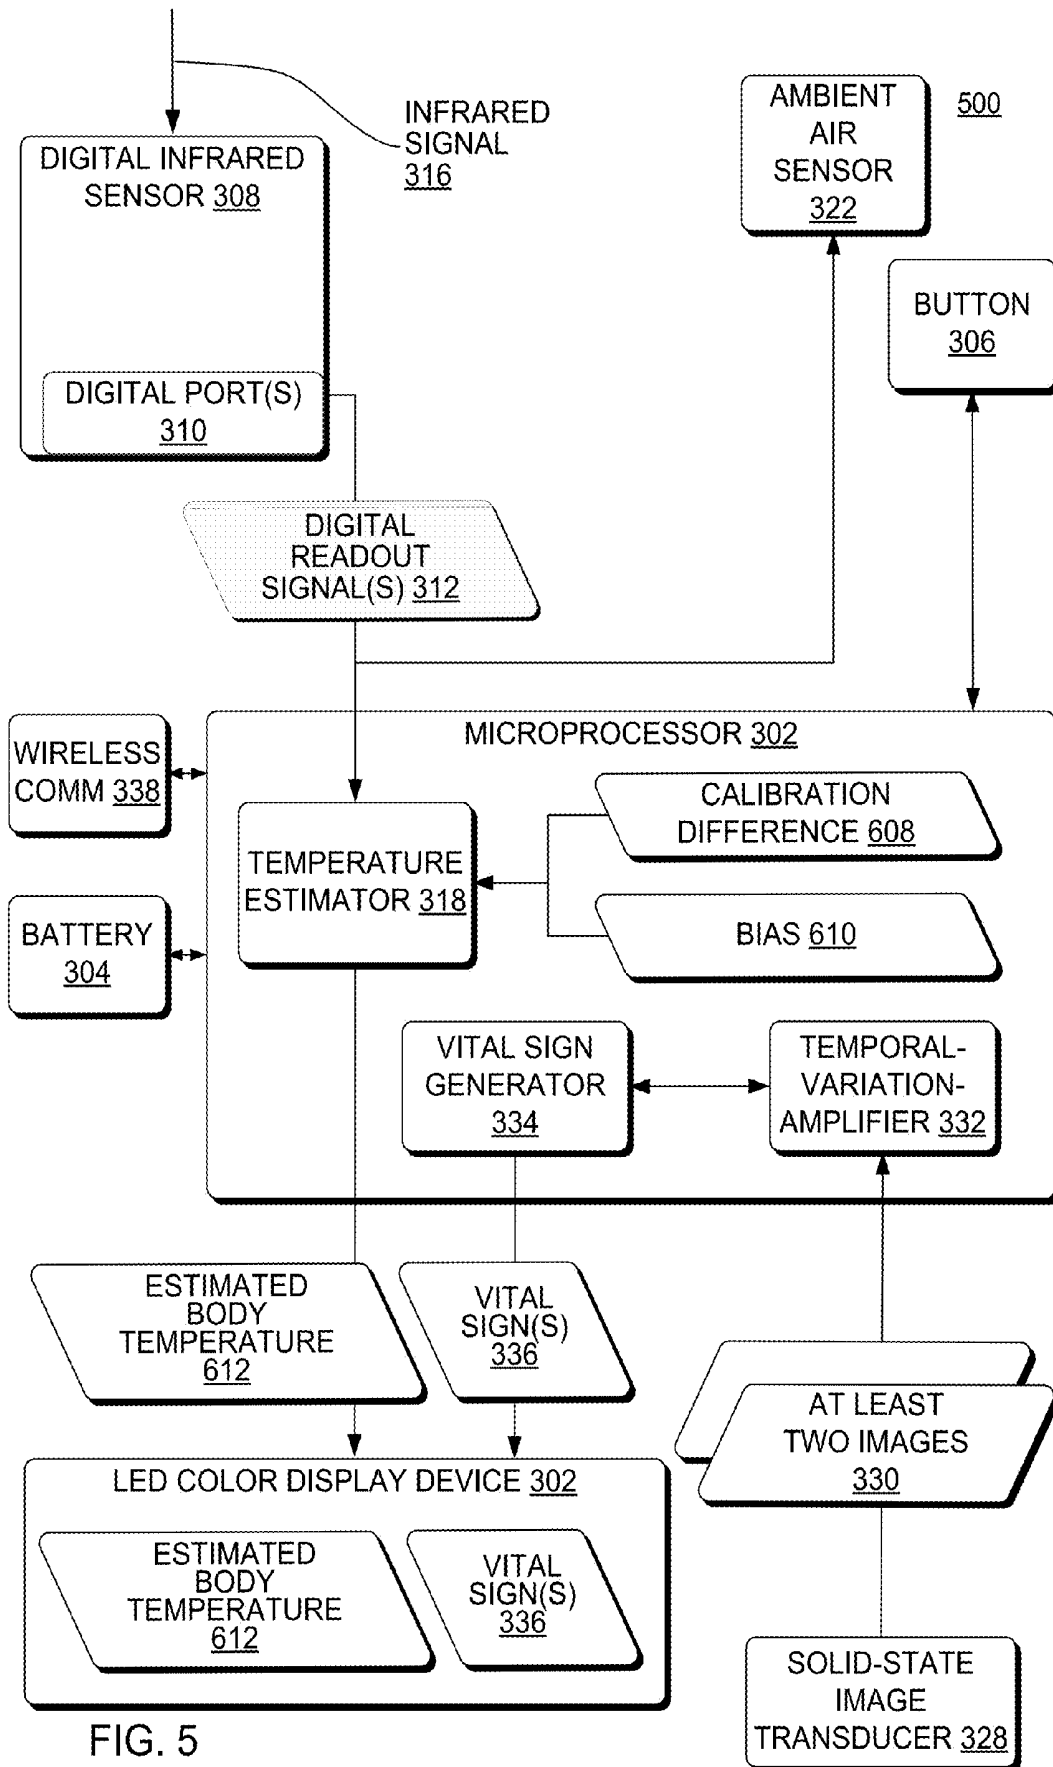 INFRARED
SIGNAL
316
AMBIENT
AIR
SENSOR
322
500
DIGITAL INFRARED
SENSOR 308
BUTTON
306
DIGITAL PORT(S)
310
DIGITAL
READOUT
SIGNAL(S) 312
WIRELESS
COMM 338
MICROPROCESSOR 302
CALIBRATION
DIFFERENCE 608
TEMPERATURE
ESTIMATOR 318
BATTERY
304
BIAS 610
VITAL SIGN
GENERATOR
334
TEMPORAL-
VARIATION-
AMPLIFIER 332
ESTIMATED
BODY
TEMPERATURE
612
VITAL
SIGN(S)
336
AT LEAST
TWO IMAGES
330
LED COLOR DISPLAY DEVICE 302
ESTIMATED
BODY
TEMPERATURE
612
VITAL
SIGN(S)
336
SOLID-STATE
IMAGE
TRANSDUCER 328
FIG. 5